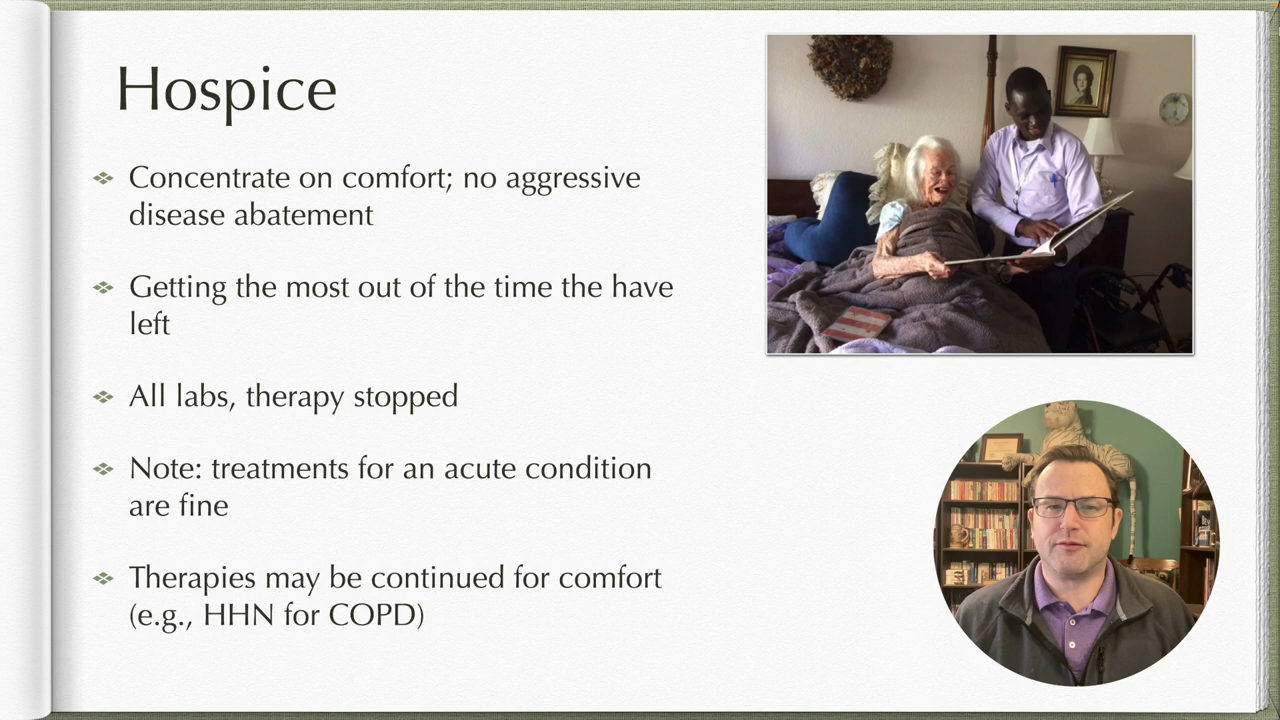 Hospice
Concentrate on comfort; no aggressive
disease abatement
Getting the most out of the time the have
left
All labs, therapy stopped
Note: treatments for an acute condition
are fine
Therapies may be continued for comfort
(e.g., HHN for COPD)